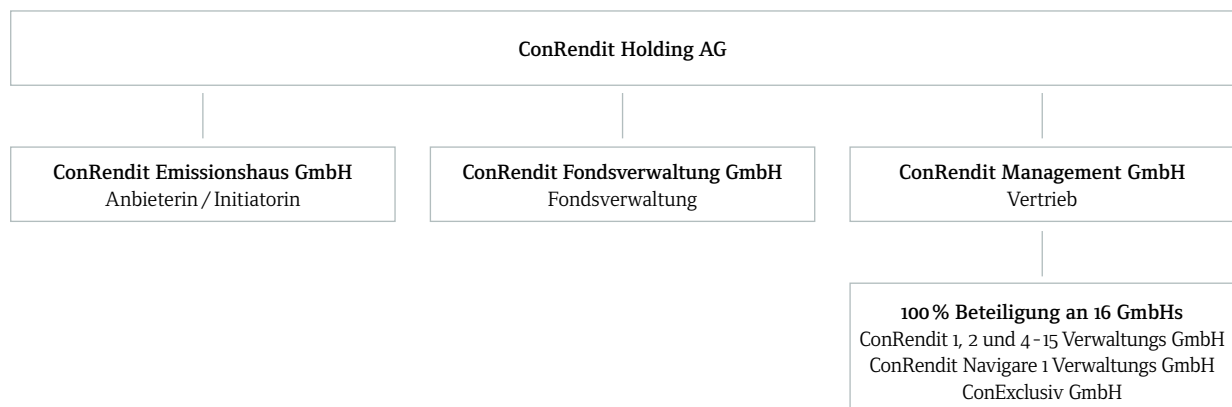 ConRendit Holding AG
ConRendit Emissionshaus GmbH
Anbieterin / Initiatorin
ConRendit Fondsverwaltung GmbH
Fondsverwaltung
ConRendit Management GmbH
Vertrieb
100 % Beteiligung an 16 GmbHs
ConRendit 1, 2 und 4 - 15 Verwaltungs GmbH
ConRendit Navigare 1 Verwaltungs GmbH
ConExclusiv GmbH